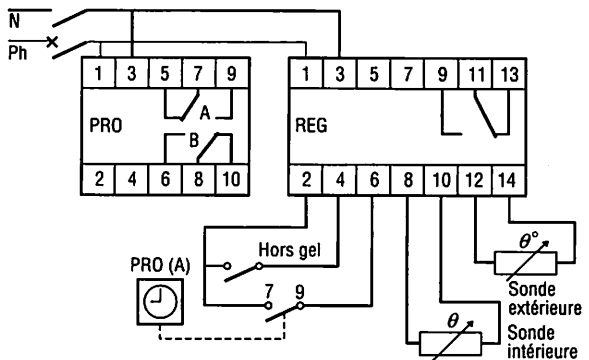 N
Ph
1 3 5 7 9
1 3 5 7 9 11 13
PRO
A
B
REG
2 4 6 8 10
2 4 6 8 10 12 14
Hors gel
PRO (A)
7 9
θ°
Sonde
extérieure
θ
Sonde
intérieure